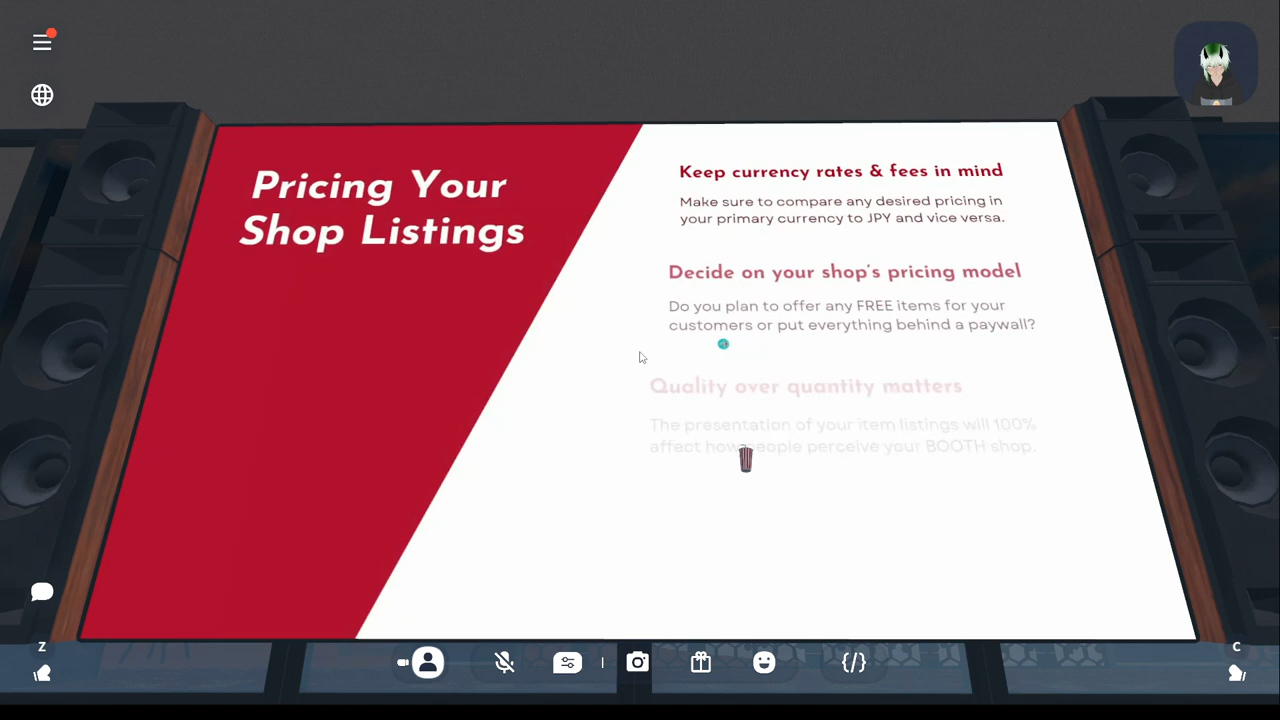 Pricing Your
Shop Listings
Keep currency rates & fees in mind
Make sure to compare any desired pricing in
your primary currency to JPY and vice versa.
Decide on your shop's pricing model
Do you plan to offer any FREE items for your
customers or put everything behind a paywall?
Quality over quantity matters
The presentation of your item listings will 100%
affect how people perceive your BOOTH shop.
Z
C